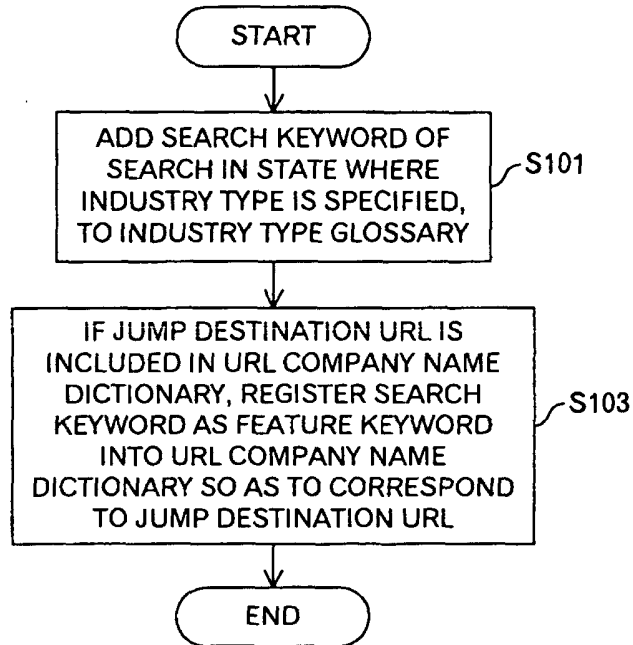 START
ADD SEARCH KEYWORD OF
SEARCH IN STATE WHERE
INDUSTRY TYPE IS SPECIFIED,
TO INDUSTRY TYPE GLOSSARY
S101
IF JUMP DESTINATION URL IS
INCLUDED IN URL COMPANY NAME
DICTIONARY, REGISTER SEARCH
KEYWORD AS FEATURE KEYWORD
INTO URL COMPANY NAME
DICTIONARY SO AS TO CORRESPOND
TO JUMP DESTINATION URL
S103
END